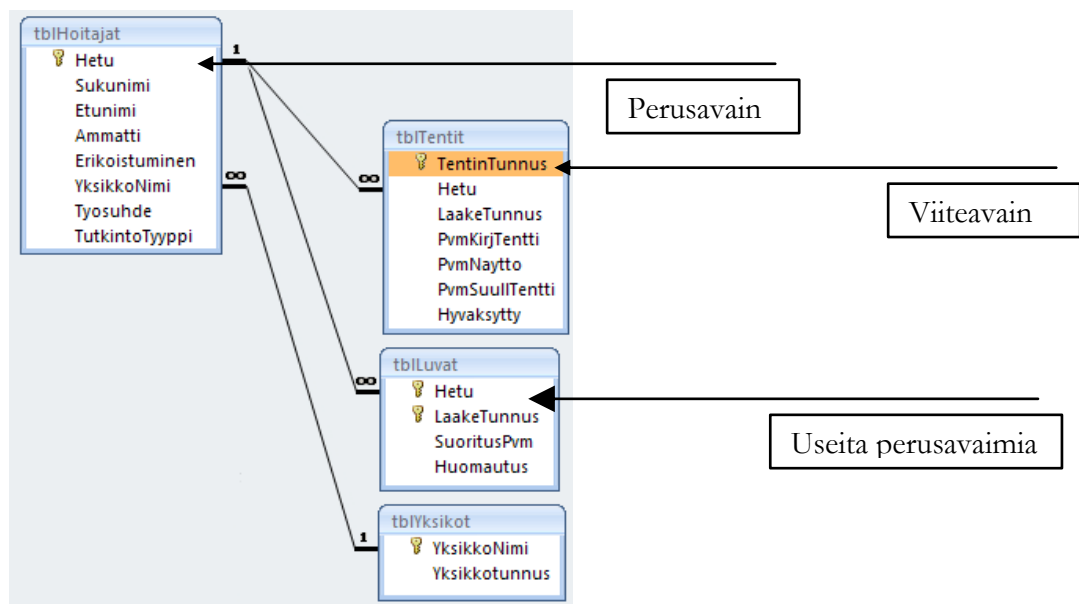 tblHoitajat
Hetu
Sukunimi
Etunimi
Ammatti
Erikoistuminen
YksikkoNimi
Tyosuhde
TutkintoTyyppi
1
∞
Perusavain
tblTentit
TentinTunnus
Hetu
LaakeTunnus
PvmKirjTentti
PvmNaytto
PvmSuullTentti
Hyvaksytty
∞
Viiteavain
tblLuvat
Hetu
LaakeTunnus
SuoritusPvm
Huomautus
∞
Useita perusavaimia
tblYksikot
YksikkoNimi
Yksikkotunnus
1